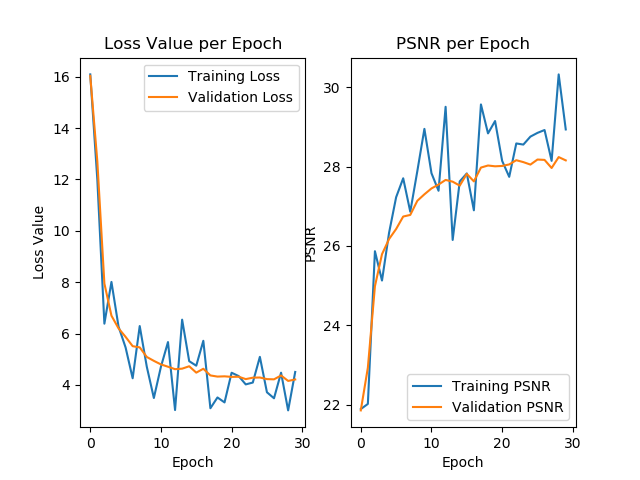 Loss Value per Epoch
16
14
12
10
8
6
4
Loss Value
0
10
20
30
Epoch
Training Loss
Validation Loss
PSNR per Epoch
30
28
26
24
22
PSNR
0
10
20
30
Epoch
Training PSNR
Validation PSNR